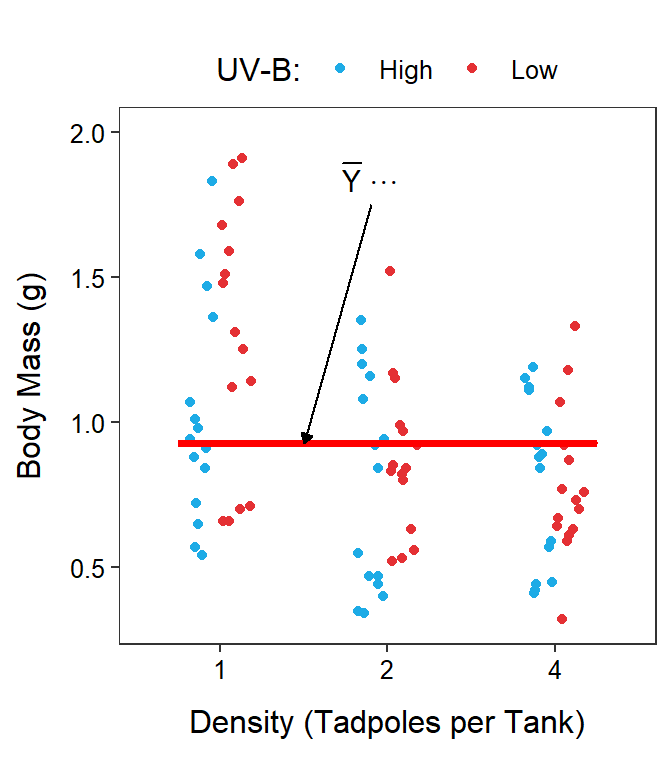 UV-B: High Low
Y̅ ...
2.0
1.5
1.0
0.5
Body Mass (g)
1 2 4
Density (Tadpoles per Tank)